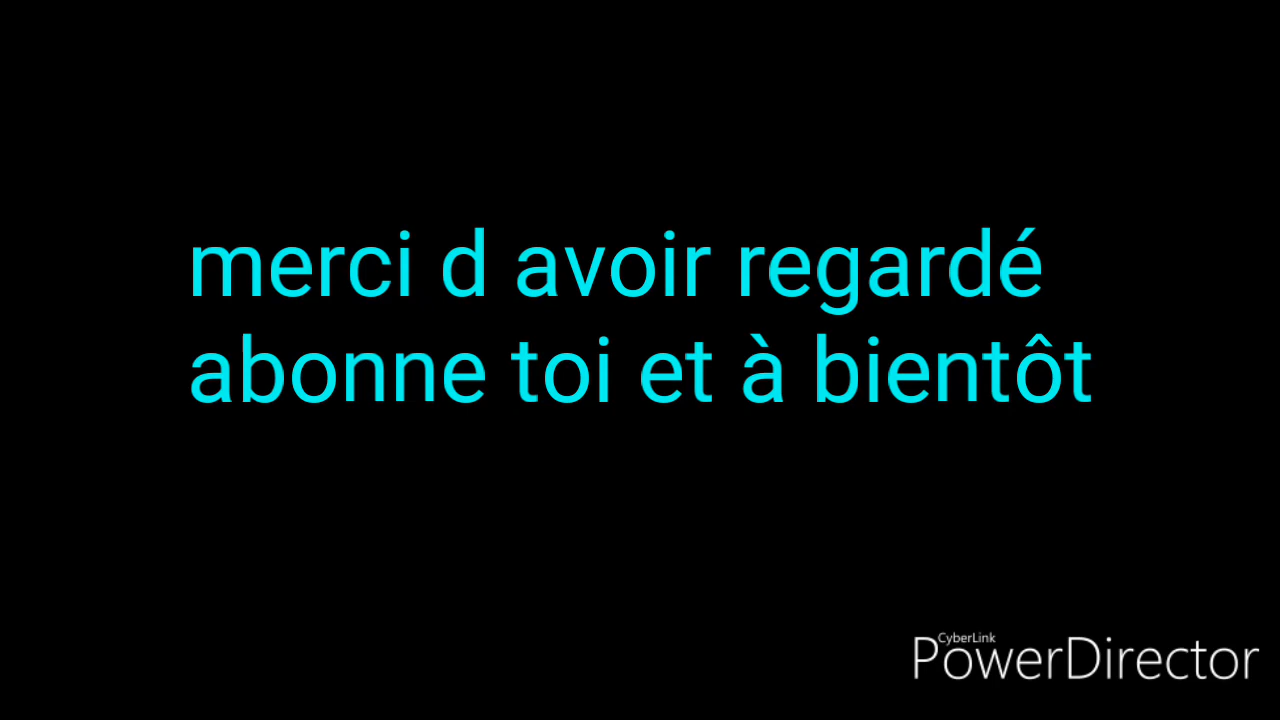 merci d avoir regardé
abonne toi et à bientôt
CyberLink
PowerDirector